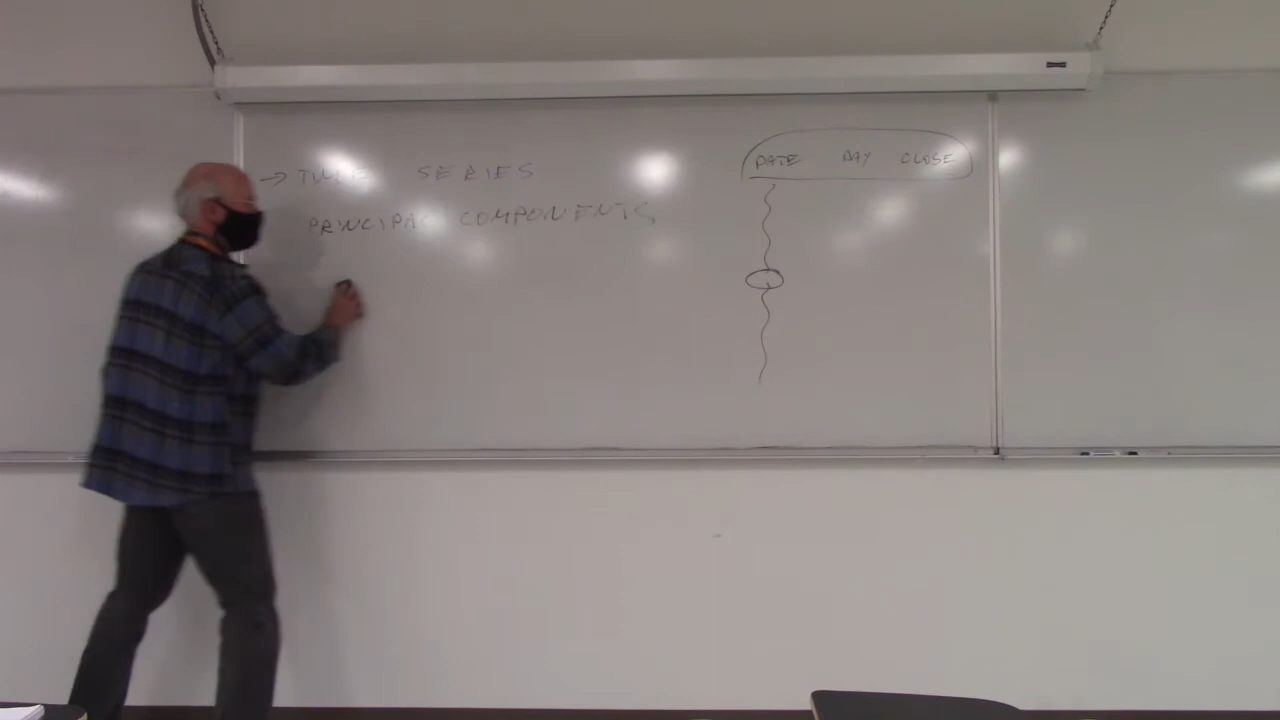 → TIME SERIES
PRINCIPAL COMPONENTS
DATE DAY CLOSE